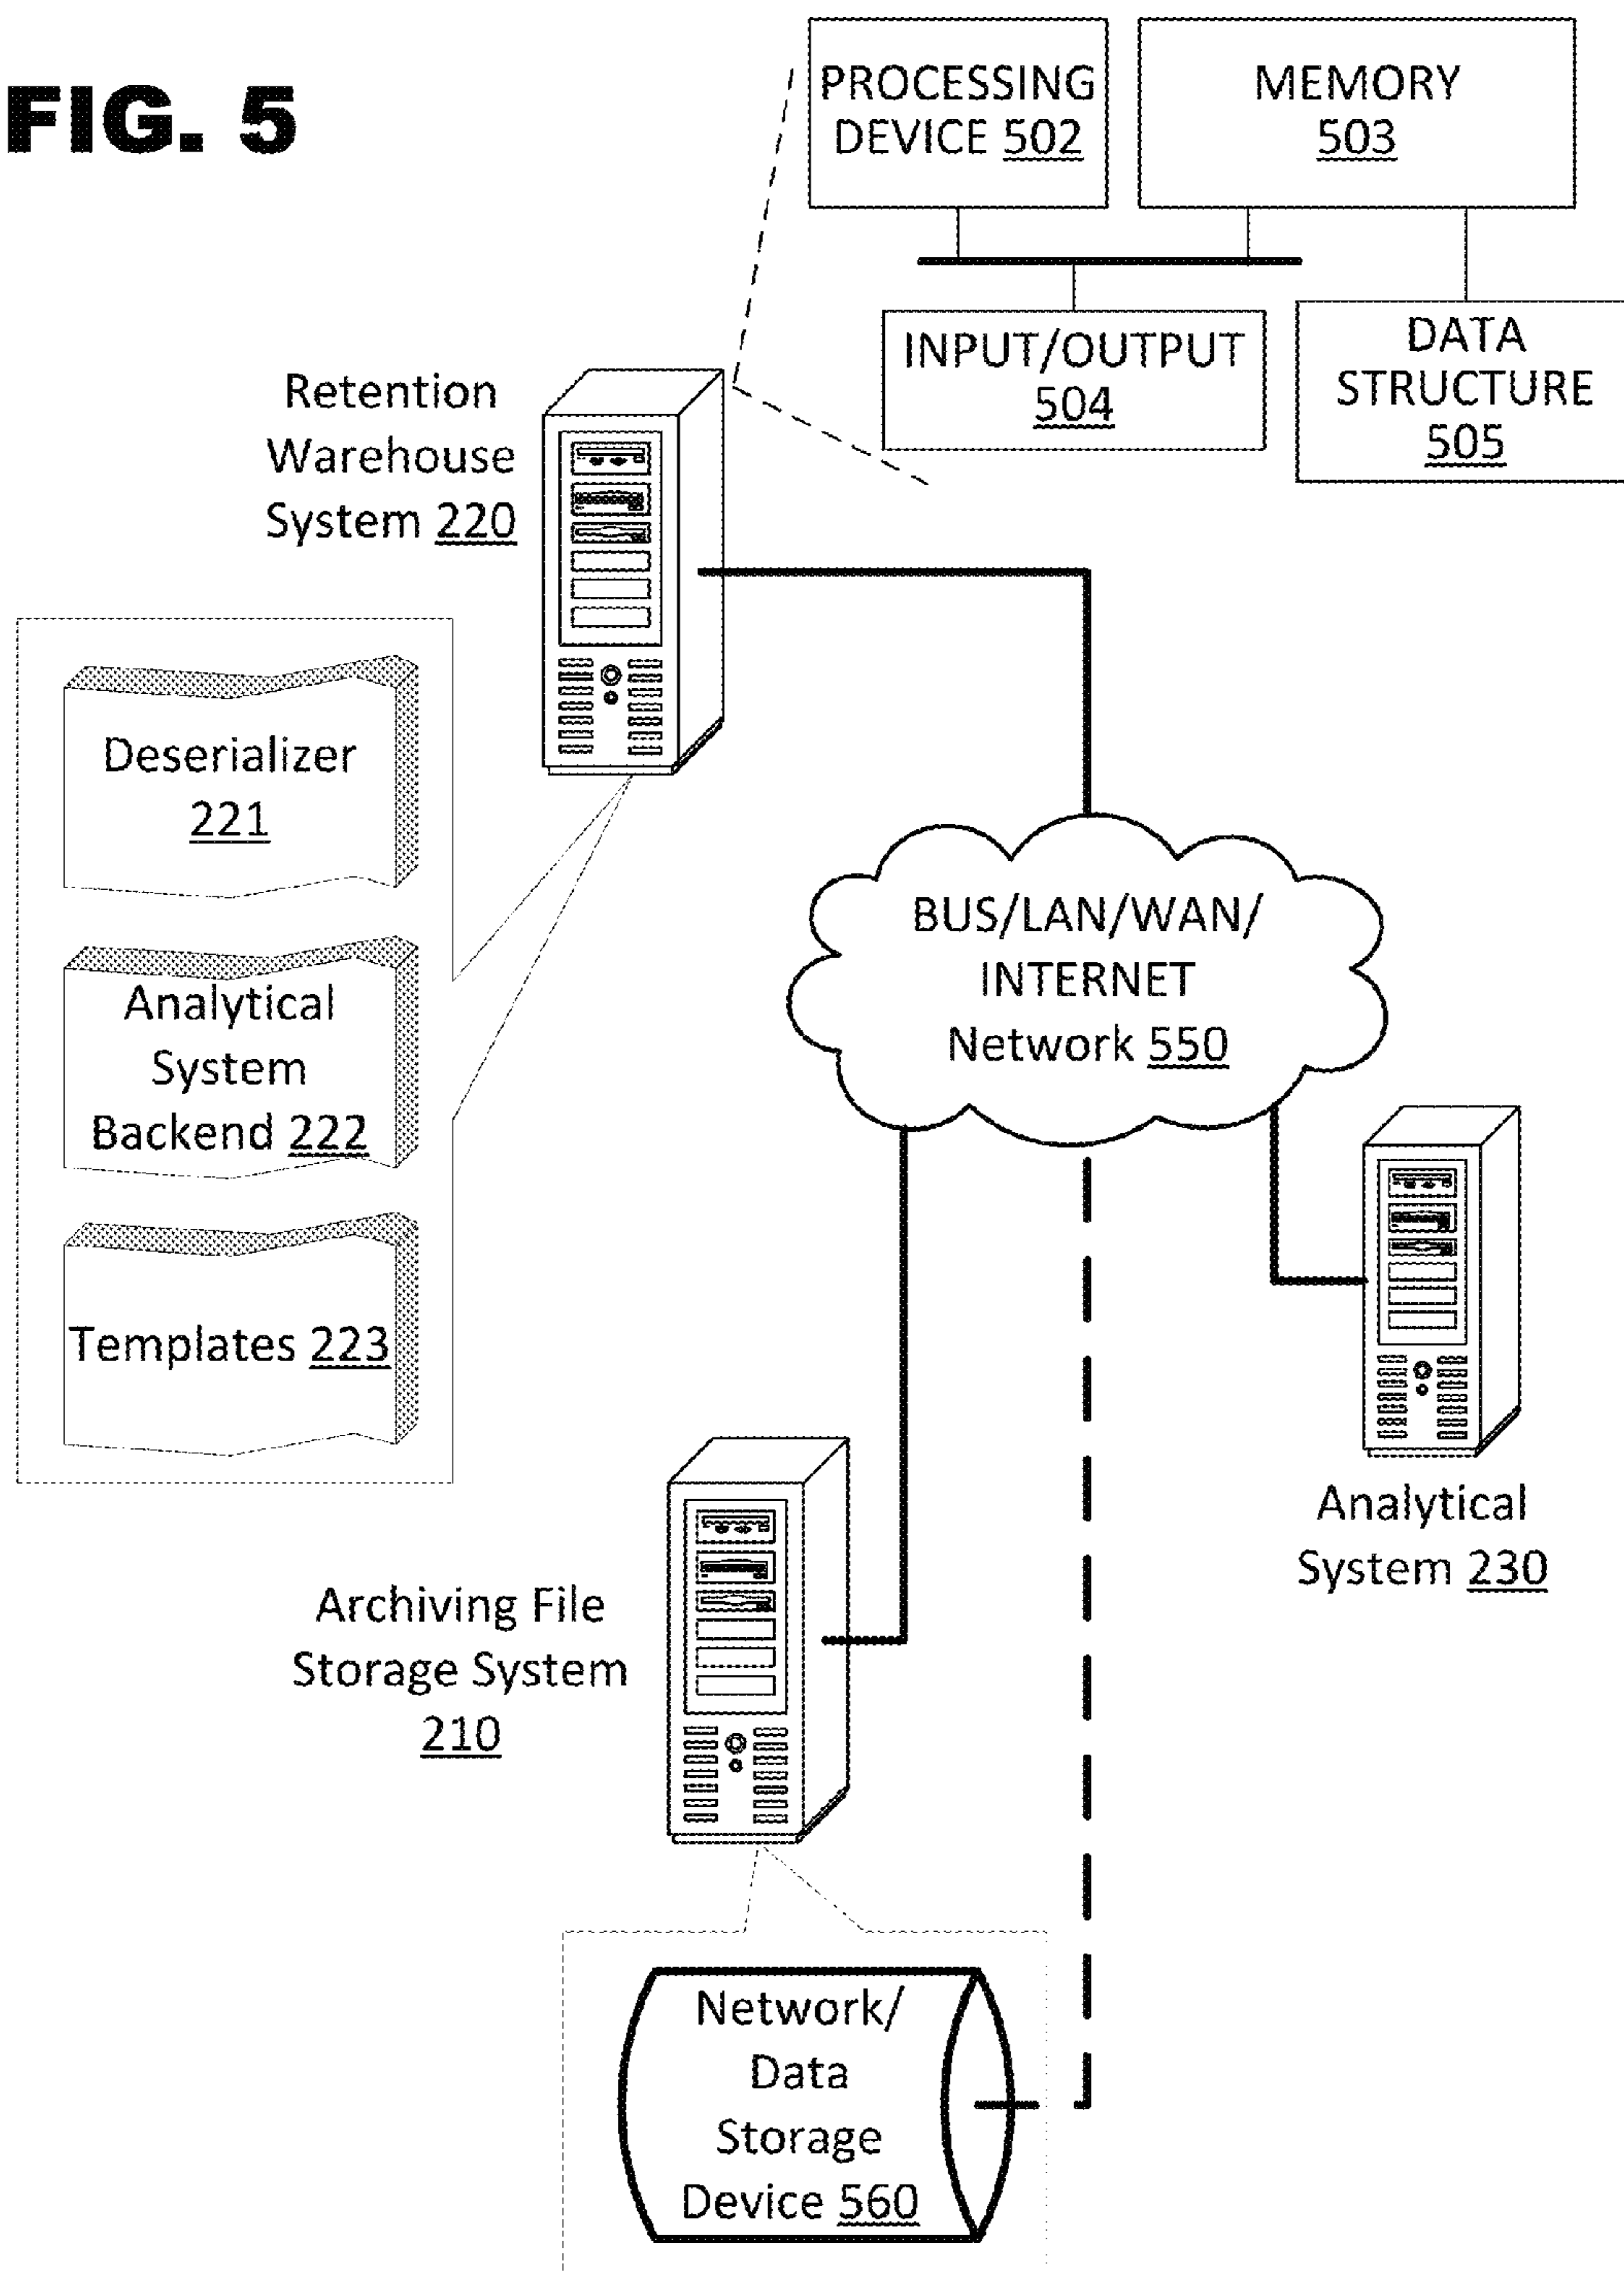 FIG. 5
PROCESSING
DEVICE 502
MEMORY
503
INPUT/OUTPUT
504
DATA
STRUCTURE
505
Retention
Warehouse
System 220
Deserializer
221
Analytical
System
Backend 222
Templates 223
BUS/LAN/WAN/
INTERNET
Network 550
Analytical
System 230
Archiving File
Storage System
210
Network/
Data
Storage
Device 560